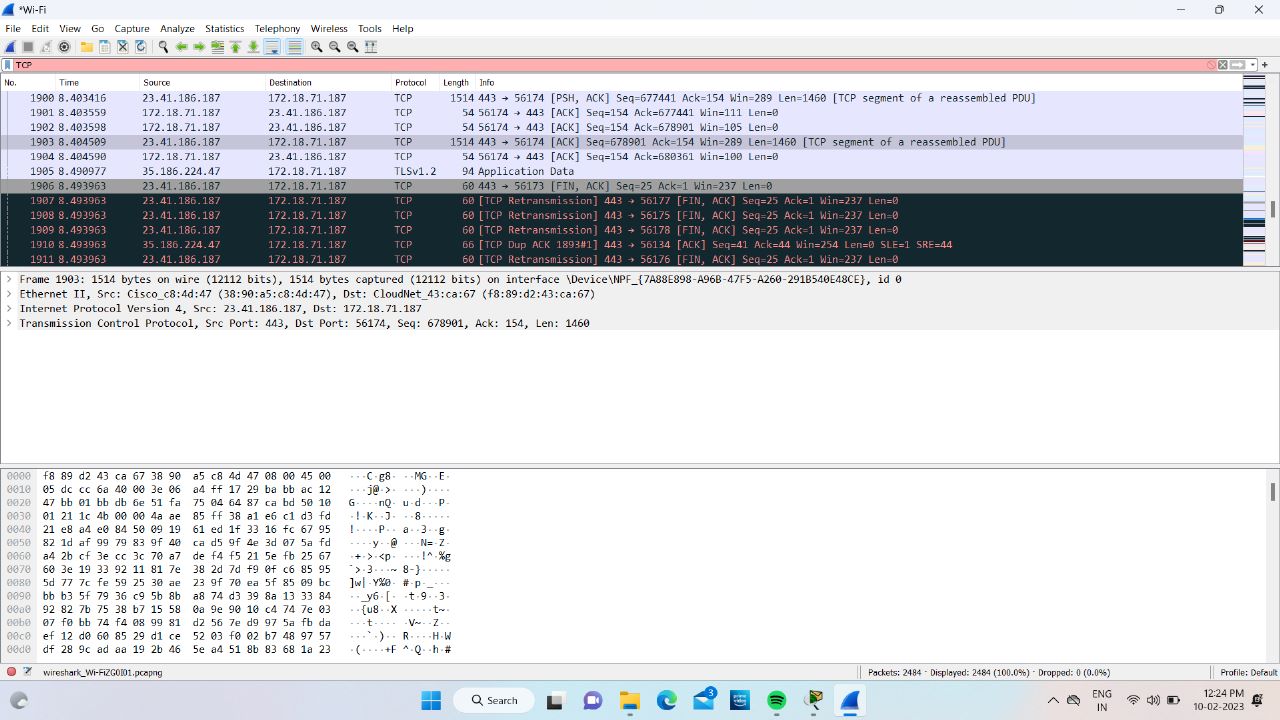 *Wi-Fi
File Edit View Go Capture Analyze Statistics Telephony Wireless Tools Help
TCP
No. Time Source Destination Protocol Length Info
1900 8.403416 23.41.186.187 172.18.71.187 TCP 1514 443 → 56174 [PSH, ACK] Seq=677441 Ack=154 Win=289 Len=1460 [TCP segment of a reassembled PDU]
1901 8.403559 172.18.71.187 23.41.186.187 TCP 54 56174 → 443 [ACK] Seq=154 Ack=677441 Win=111 Len=0
1902 8.403598 172.18.71.187 23.41.186.187 TCP 54 56174 → 443 [ACK] Seq=154 Ack=678901 Win=105 Len=0
1903 8.404509 23.41.186.187 172.18.71.187 TCP 1514 443 → 56174 [ACK] Seq=678901 Ack=154 Win=289 Len=1460 [TCP segment of a reassembled PDU]
1904 8.404590 172.18.71.187 23.41.186.187 TCP 54 56174 → 443 [ACK] Seq=154 Ack=680361 Win=100 Len=0
1905 8.490977 35.186.224.47 172.18.71.187 TLSv1.2 94 Application Data
1906 8.493963 23.41.186.187 172.18.71.187 TCP 60 443 → 56173 [FIN, ACK] Seq=25 Ack=1 Win=237 Len=0
1907 8.493963 23.41.186.187 172.18.71.187 TCP 60 [TCP Retransmission] 443 → 56177 [FIN, ACK] Seq=25 Ack=1 Win=237 Len=0
1908 8.493963 23.41.186.187 172.18.71.187 TCP 60 [TCP Retransmission] 443 → 56175 [FIN, ACK] Seq=25 Ack=1 Win=237 Len=0
1909 8.493963 23.41.186.187 172.18.71.187 TCP 60 [TCP Retransmission] 443 → 56178 [FIN, ACK] Seq=25 Ack=1 Win=237 Len=0
1910 8.493963 35.186.224.47 172.18.71.187 TCP 66 [TCP Dup ACK 1893#1] 443 → 56134 [ACK] Seq=41 Ack=44 Win=254 Len=0 SLE=1 SRE=44
1911 8.493963 23.41.186.187 172.18.71.187 TCP 60 [TCP Retransmission] 443 → 56176 [FIN, ACK] Seq=25 Ack=1 Win=237 Len=0
Frame 1903: 1514 bytes on wire (12112 bits), 1514 bytes captured (12112 bits) on interface \Device\NPF_{7A88E898-A96B-47F5-A260-291B540E48CE}, id 0
Ethernet II, Src: Cisco_c8:4d:47 (38:90:a5:c8:4d:47), Dst: CloudNet_43:ca:67 (f8:89:d2:43:ca:67)
Internet Protocol Version 4, Src: 23.41.186.187, Dst: 172.18.71.187
Transmission Control Protocol, Src Port: 443, Dst Port: 56174, Seq: 678901, Ack: 154, Len: 1460
0000 f8 89 d2 43 ca 67 38 90 a5 c8 4d 47 08 00 45 00 ···C·g8· ··MG··E·
0010 05 dc cc 6a 40 00 3e 06 a4 ff 17 29 ba bb ac 12 ···j@·>· ···)····
0020 47 bb 01 bb db 6e 51 fa 75 04 64 87 ca bd 50 10 G····nQ· u·d···P·
0030 01 21 1c 4b 00 00 4a ae 85 ff 38 a1 e6 c1 d3 fd ·!·K··J· ··8·····
0040 21 e8 a4 e0 84 50 09 19 61 ed 1f 33 16 fc 67 95 !····P·· a··3··g·
0050 82 1d af 99 79 83 9f 40 ca d5 9f 4e 3d 07 5a fd ····y··@ ···N=·Z·
0060 a4 2b cf 3e cc 3c 70 a7 de f4 f5 21 5e fb 25 67 ·+·>·<p· ···!^·%g
0070 60 3e 19 33 92 11 81 7e 38 2d 7d f9 0f c6 85 95 `>·3···~ 8-}·····
0080 5d 77 7c fe 59 25 30 ae 23 9f 70 ea 5f 85 09 bc ]w|·Y%0· #·p·_···
0090 bb b3 5f 79 36 c9 5b 8b a8 74 d3 39 8a 13 33 84 ··_y6·[· ·t·9··3·
00a0 92 82 7b 75 38 b7 15 58 0a 9e 90 10 c4 74 7e 03 ··{u8··X ·····t~·
00b0 07 f0 bb 74 f4 08 99 81 d2 56 7e d9 97 5a fb da ···t···· ·V~··Z··
00c0 ef 12 d0 60 85 29 d1 ce 52 03 f0 02 b7 48 97 57 ···`·)·· R····H·W
00d0 df 28 9c ad aa 19 2b 46 5e a4 51 8b 83 68 1a 23 ·(····+F ^·Q··h·#
wireshark_Wi-FiZG0I01.pcapng Packets: 2484 · Displayed: 2484 (100.0%) · Dropped: 0 (0.0%) Profile: Default
Search 3 ENG IN 12:24 PM 10-02-2023